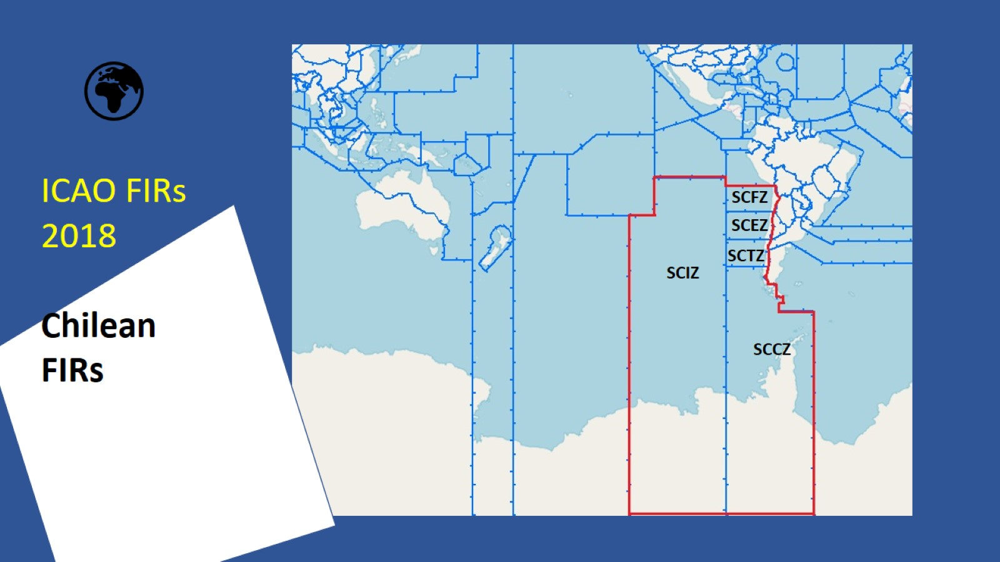 ICAO FIRs
2018
Chilean
FIRs
SCFZ
SCEZ
SCTZ
SCIZ
SCCZ